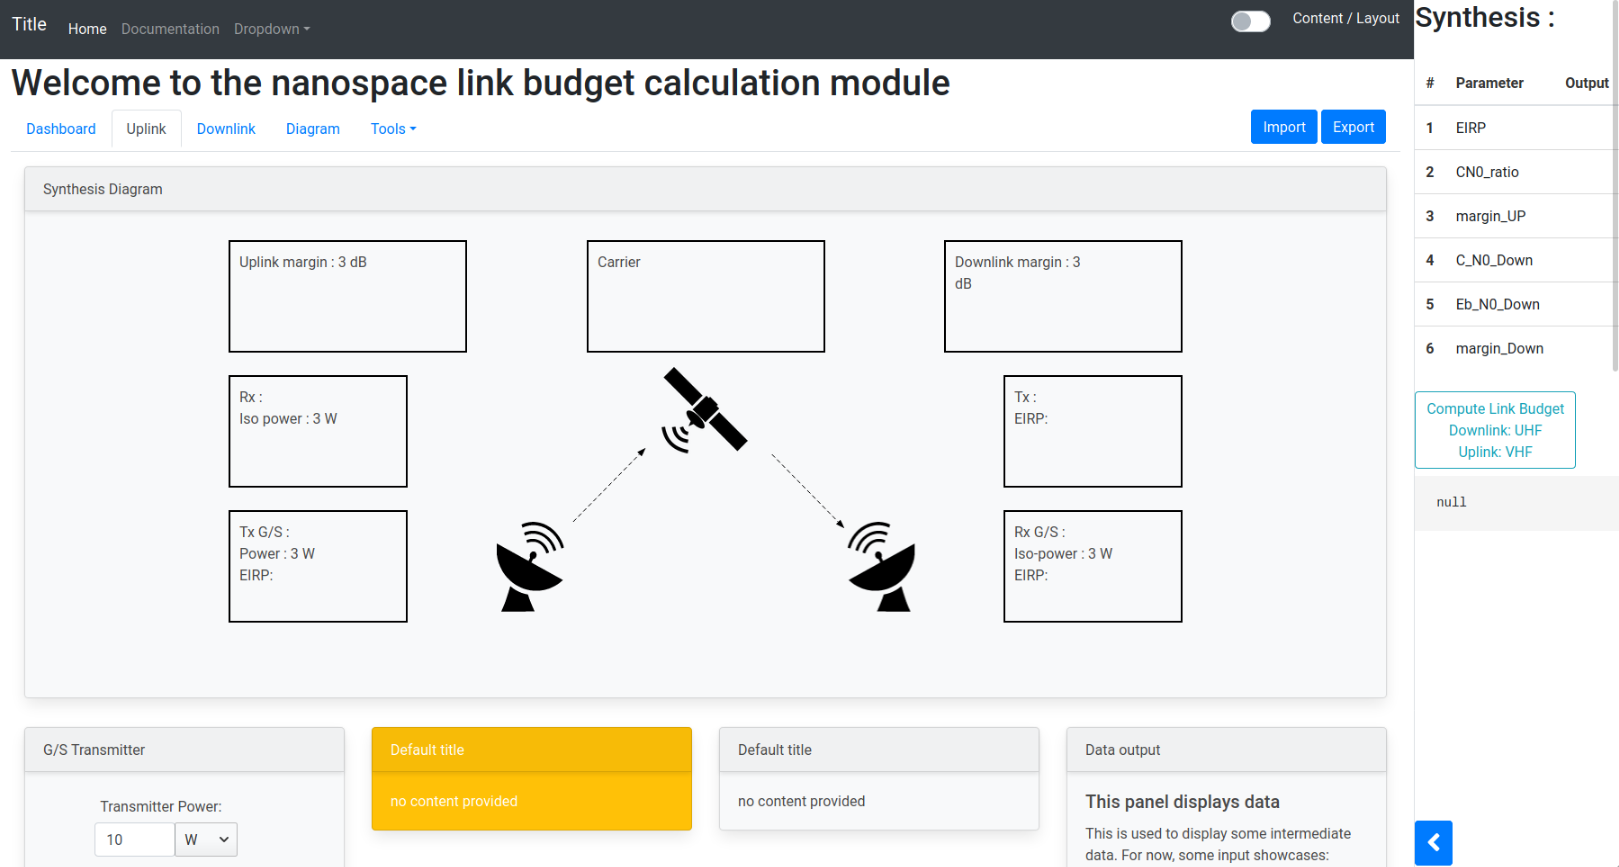 Title
Home
Documentation
Dropdown
Content / Layout
Welcome to the nanospace link budget calculation module
Dashboard
Uplink
Downlink
Diagram
Tools
Import
Export
Synthesis Diagram
Uplink margin : 3 dB
Carrier
Downlink margin : 3
dB
Rx :
Iso power : 3 W
Tx :
EIRP:
Tx G/S :
Power : 3 W
EIRP:
Rx G/S :
Iso-power : 3 W
EIRP:
G/S Transmitter
Transmitter Power:
10
W
Default title
no content provided
Default title
no content provided
Data output
This panel displays data
This is used to display some intermediate
data. For now, some input showcases:
Synthesis :
# Parameter Output
1 EIRP
2 CN0_ratio
3 margin_UP
4 C_N0_Down
5 Eb_N0_Down
6 margin_Down
Compute Link Budget
Downlink: UHF
Uplink: VHF
null